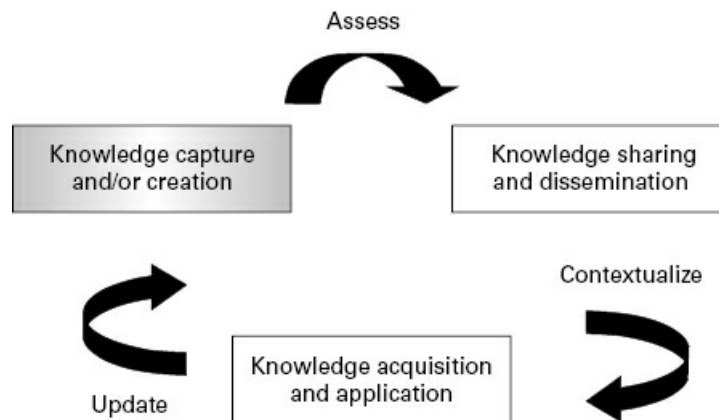 Assess
Knowledge capture
and/or creation
Knowledge sharing
and dissemination
Contextualize
Knowledge acquisition
and application
Update